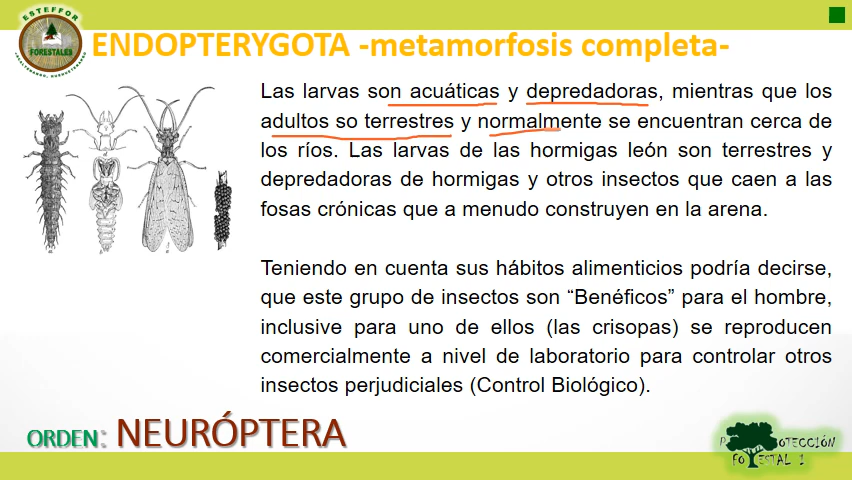 ESTEFFOR
FORESTALES
ENDOPTERYGOTA -metamorfosis completa-
Las larvas son acuáticas y depredadoras, mientras que los
adultos so terrestres y normalmente se encuentran cerca de
los ríos. Las larvas de las hormigas león son terrestres y
depredadoras de hormigas y otros insectos que caen a las
fosas crónicas que a menudo construyen en la arena.
Teniendo en cuenta sus hábitos alimenticios podría decirse,
que este grupo de insectos son “Benéficos” para el hombre,
inclusive para uno de ellos (las crisopas) se reproducen
comercialmente a nivel de laboratorio para controlar otros
insectos perjudiciales (Control Biológico).
ORDEN: NEURÓPTERA
OTECCIÓN
1